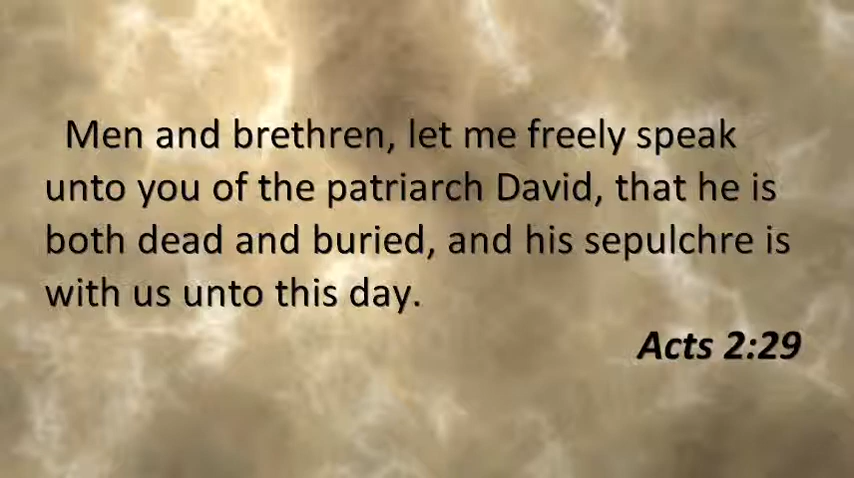 Men and brethren, let me freely speak
unto you of the patriarch David, that he is
both dead and buried, and his sepulchre is
with us unto this day.
Acts 2:29